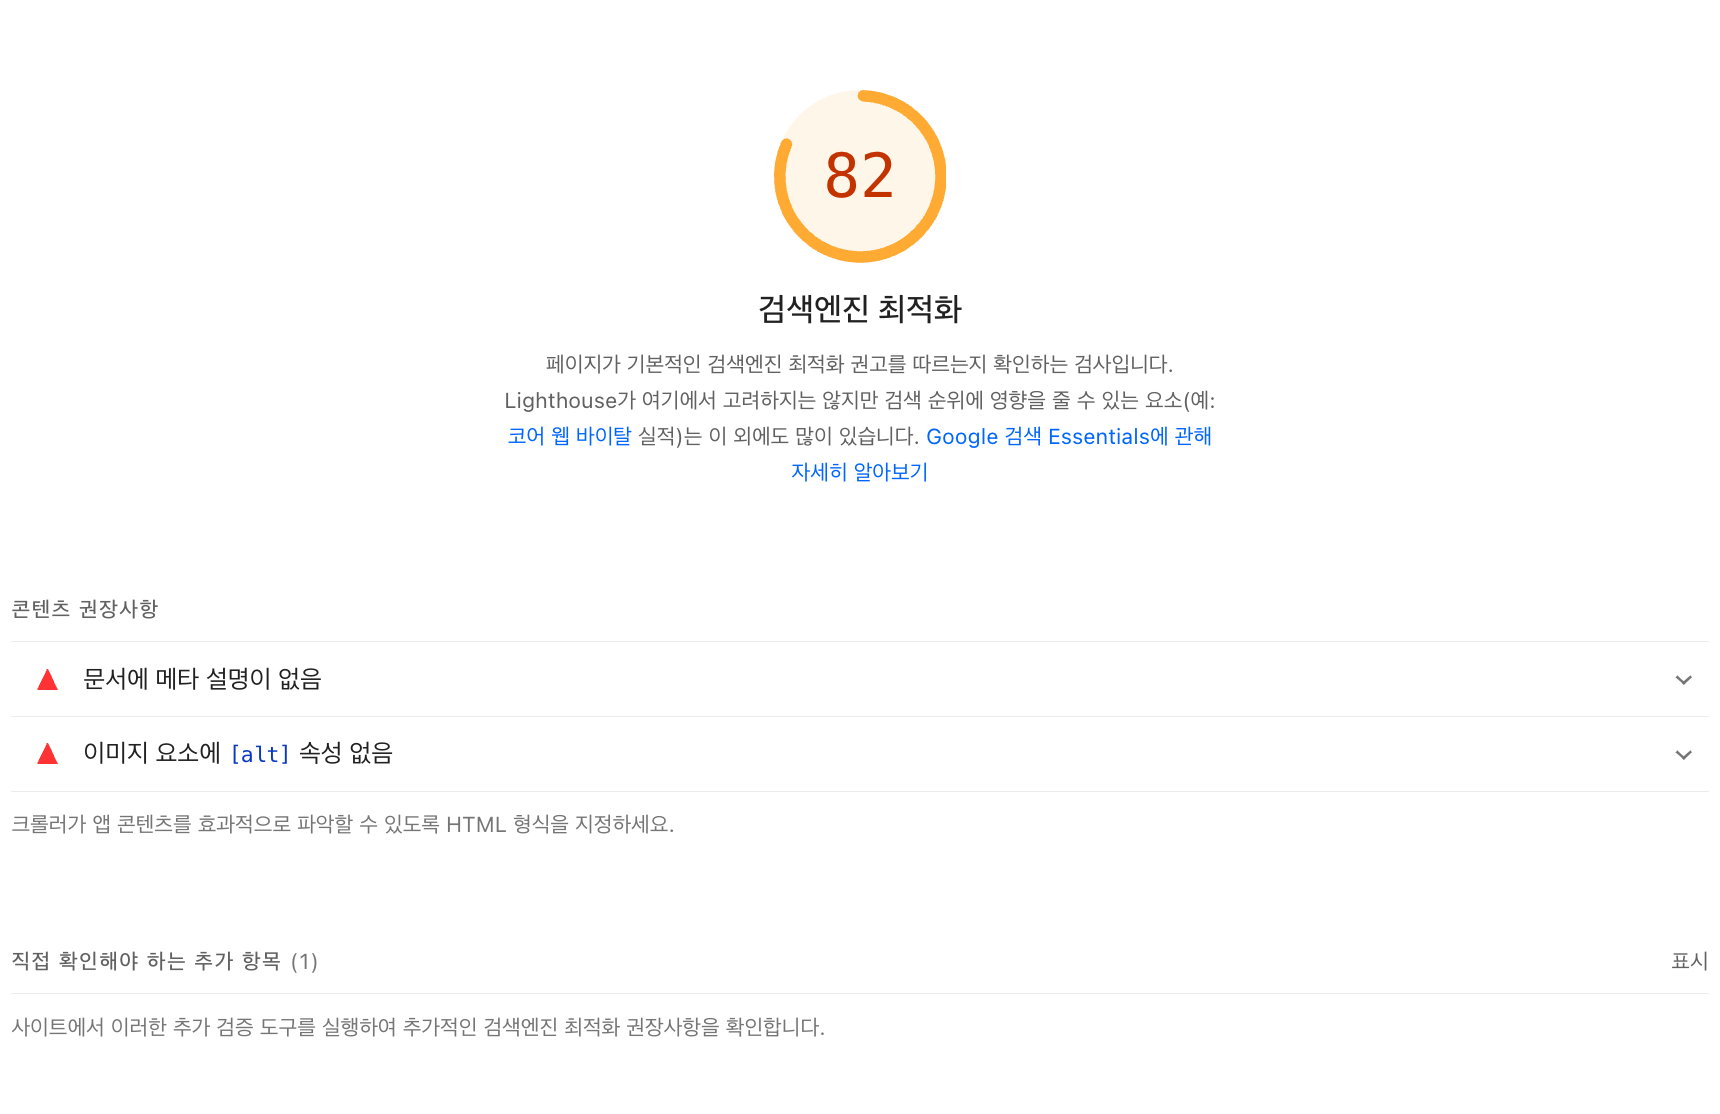 82
검색엔진 최적화
페이지가 기본적인 검색엔진 최적화 권고를 따르는지 확인하는 검사입니다.
Lighthouse가 여기에서 고려하지는 않지만 검색 순위에 영향을 줄 수 있는 요소(예:
코어 웹 바이탈 실적)는 이 외에도 많이 있습니다. Google 검색 Essentials에 관해
자세히 알아보기
콘텐츠 권장사항
문서에 메타 설명이 없음
이미지 요소에 [alt] 속성 없음
크롤러가 앱 콘텐츠를 효과적으로 파악할 수 있도록 HTML 형식을 지정하세요.
직접 확인해야 하는 추가 항목 (1) 표시
사이트에서 이러한 추가 검증 도구를 실행하여 추가적인 검색엔진 최적화 권장사항을 확인합니다.